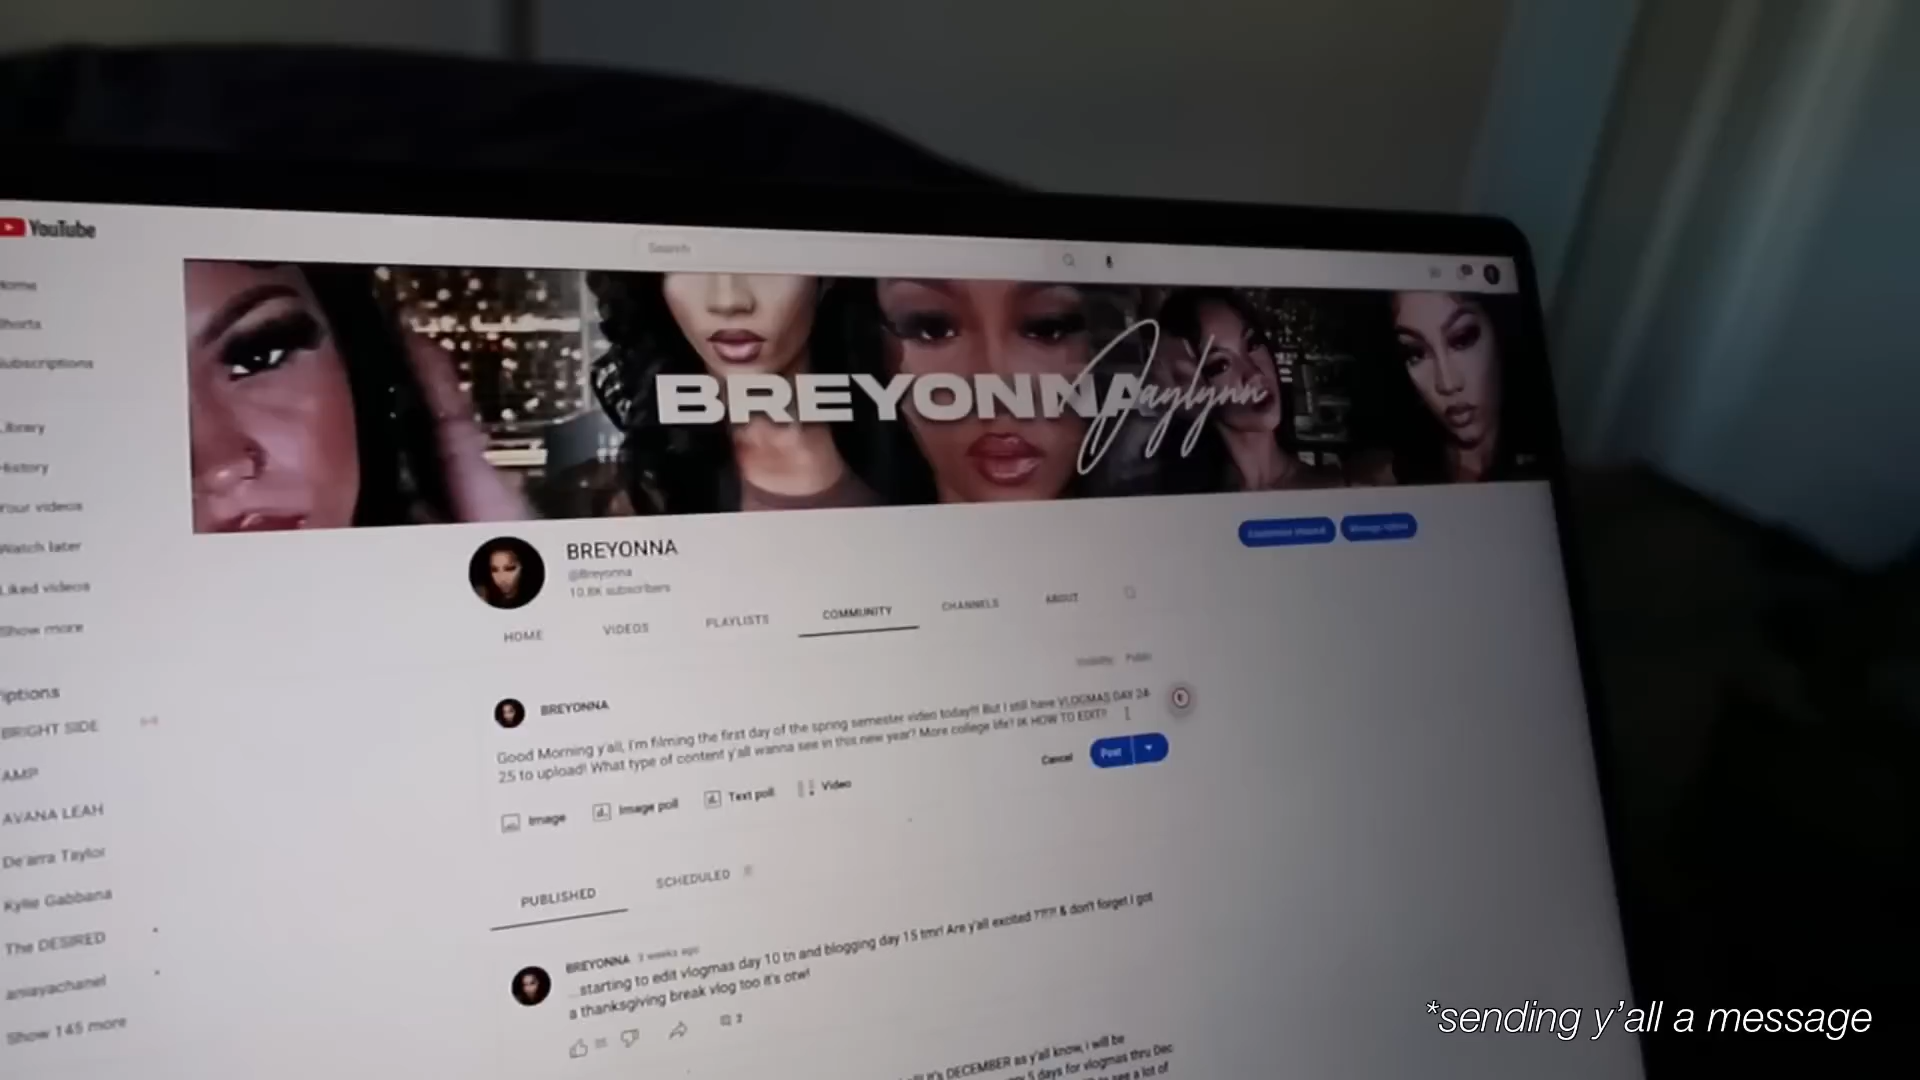 YouTube
Search
Home
Shorts
Subscriptions
Library
History
Your videos
Watch later
Liked videos
Show more
riptions
BRIGHT SIDE
AMP
AVANA LEAH
De'arra Taylor
Kylie Gabbana
The DESIRED
aniayachanel
Show 145 more
BREYONNA Jaylynn
BREYONNA
@Breyonna
10.8K subscribers
HOME VIDEOS PLAYLISTS COMMUNITY CHANNELS ABOUT
Visibility: Public
BREYONNA
Good Morning y'all, I'm filming the first day of the spring semester video today!! But I still have VLOGMAS DAY 24-
25 to upload! What type of content y'all wanna see in this new year? More college life? IK HOW TO EDIT!!
Cancel Post
Image Image poll Text poll Video
PUBLISHED SCHEDULED
BREYONNA 3 weeks ago
...starting to edit vlogmas day 10 tn and blogging day 15 tmr! Are y'all excited ??!?! & don't forget I got
a thanksgiving break vlog too it's otw!
It's DECEMBER as y'all know, i will be
5 days for vlogmas thru Dec
see a lot of
*sending y'all a message